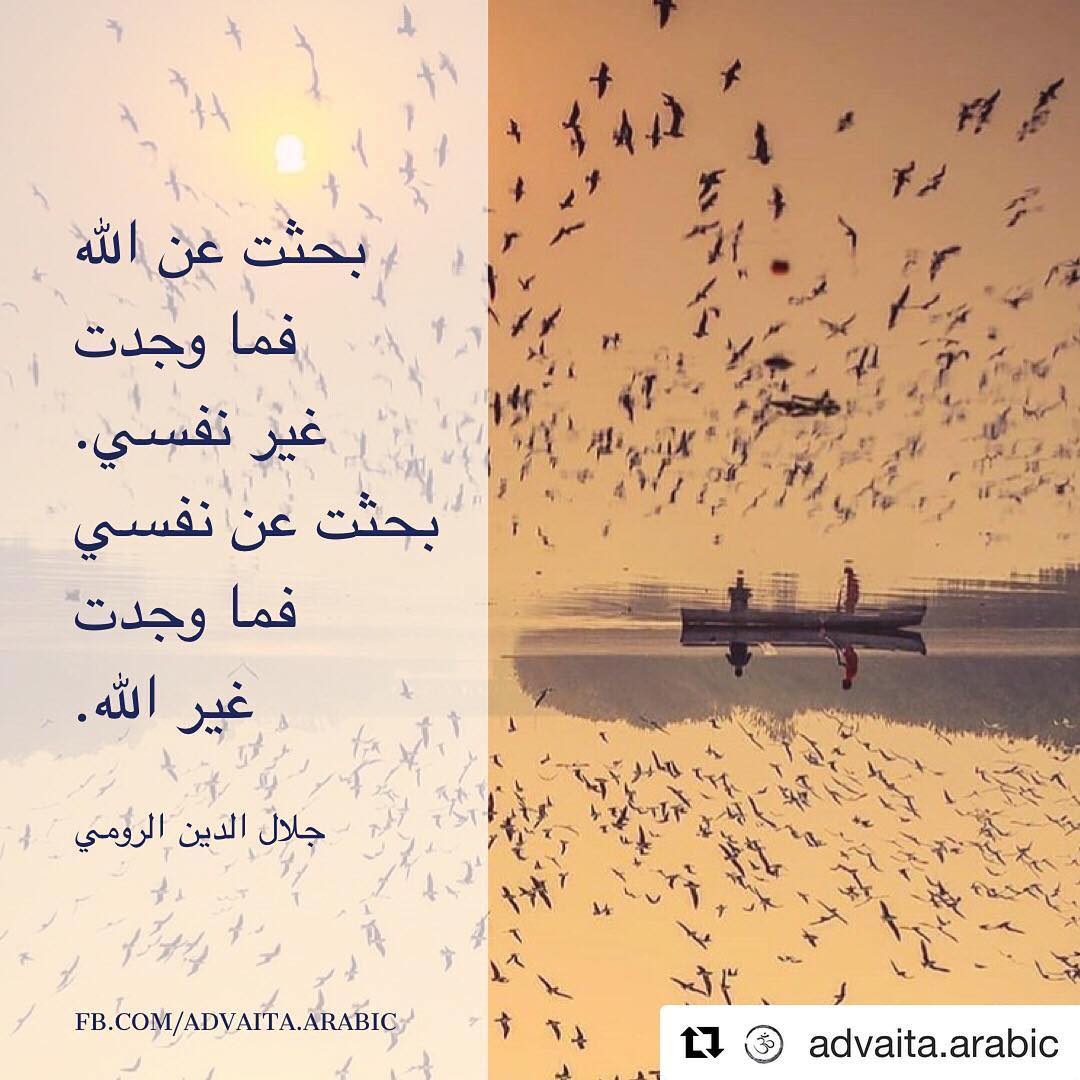 بحثت عن الله
فما وجدت
غير نفسي.
بحثت عن نفسي
فما وجدت
غير الله.
جلال الدين الرومي
FB.COM/ADVAITA.ARABIC
ॐ advaita.arabic